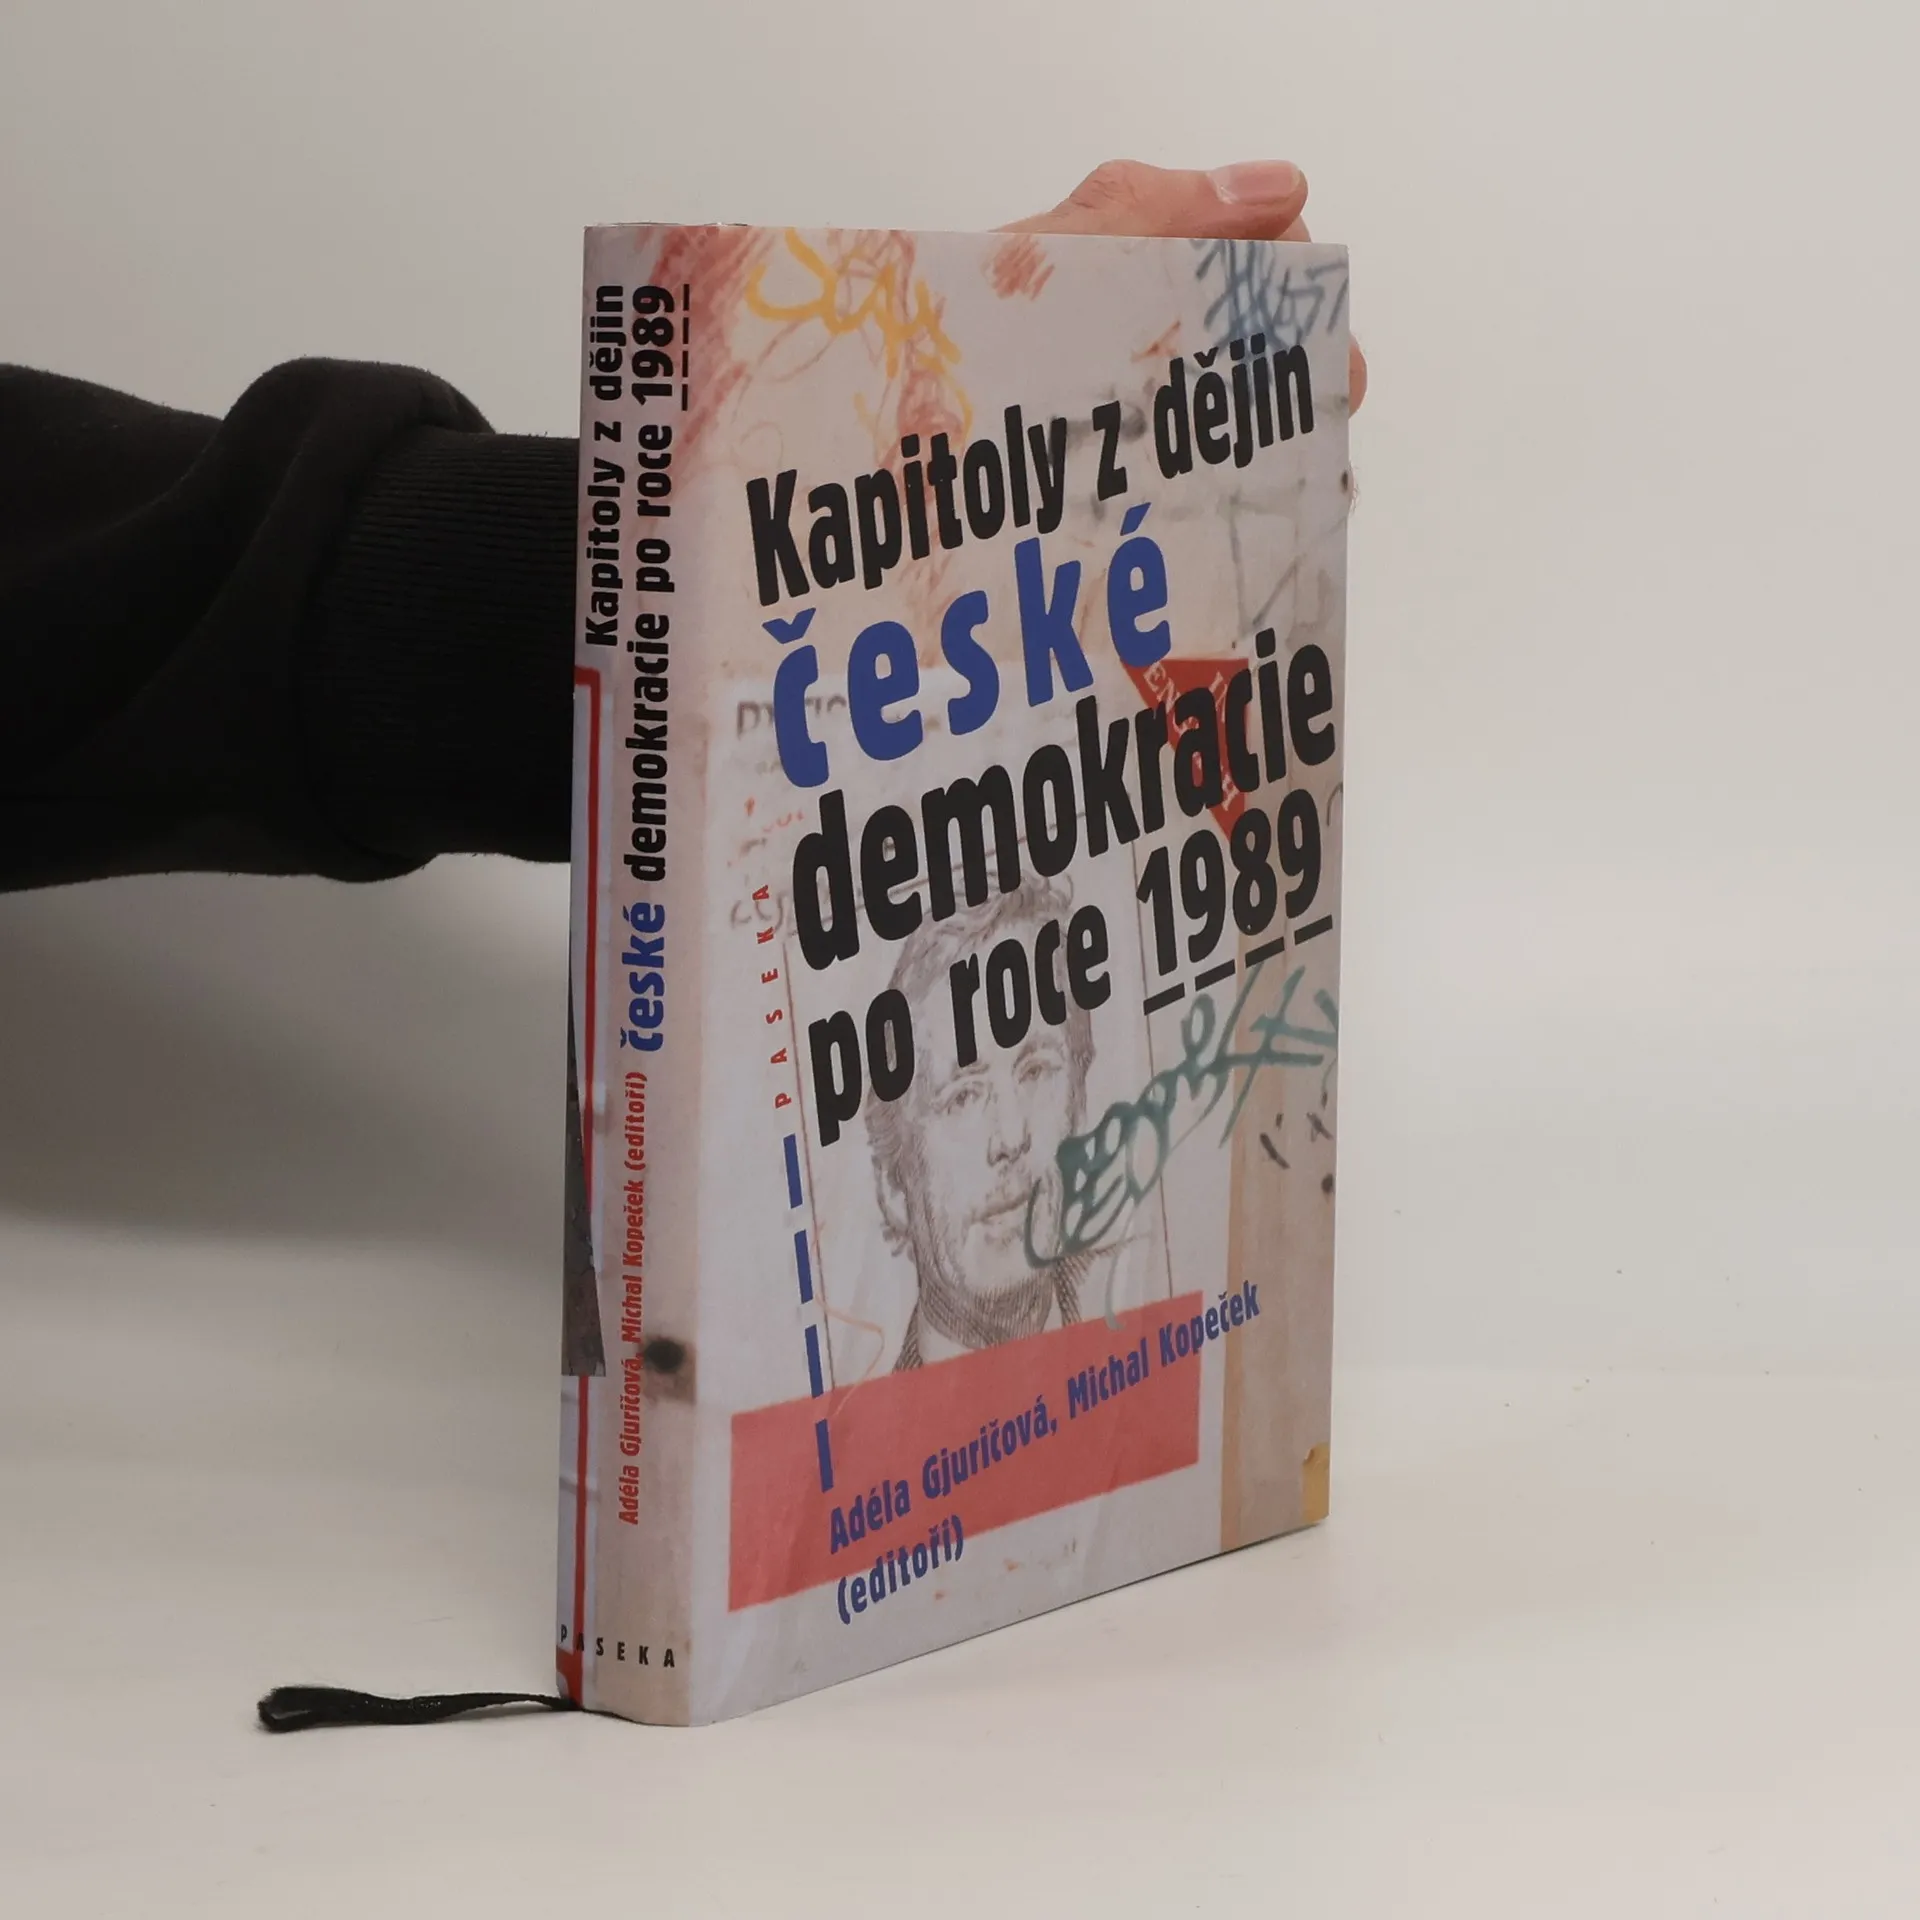 Kapitoly z dějin
české demokracie po roce 1989
Adéla Gjuričová, Michal Kopeček (editoři)
PASEKA
Kapitoly z dějin
české
demokracie
po roce 1989
PASEKA
Adéla Gjuričová, Michal Kopeček
(editoři)